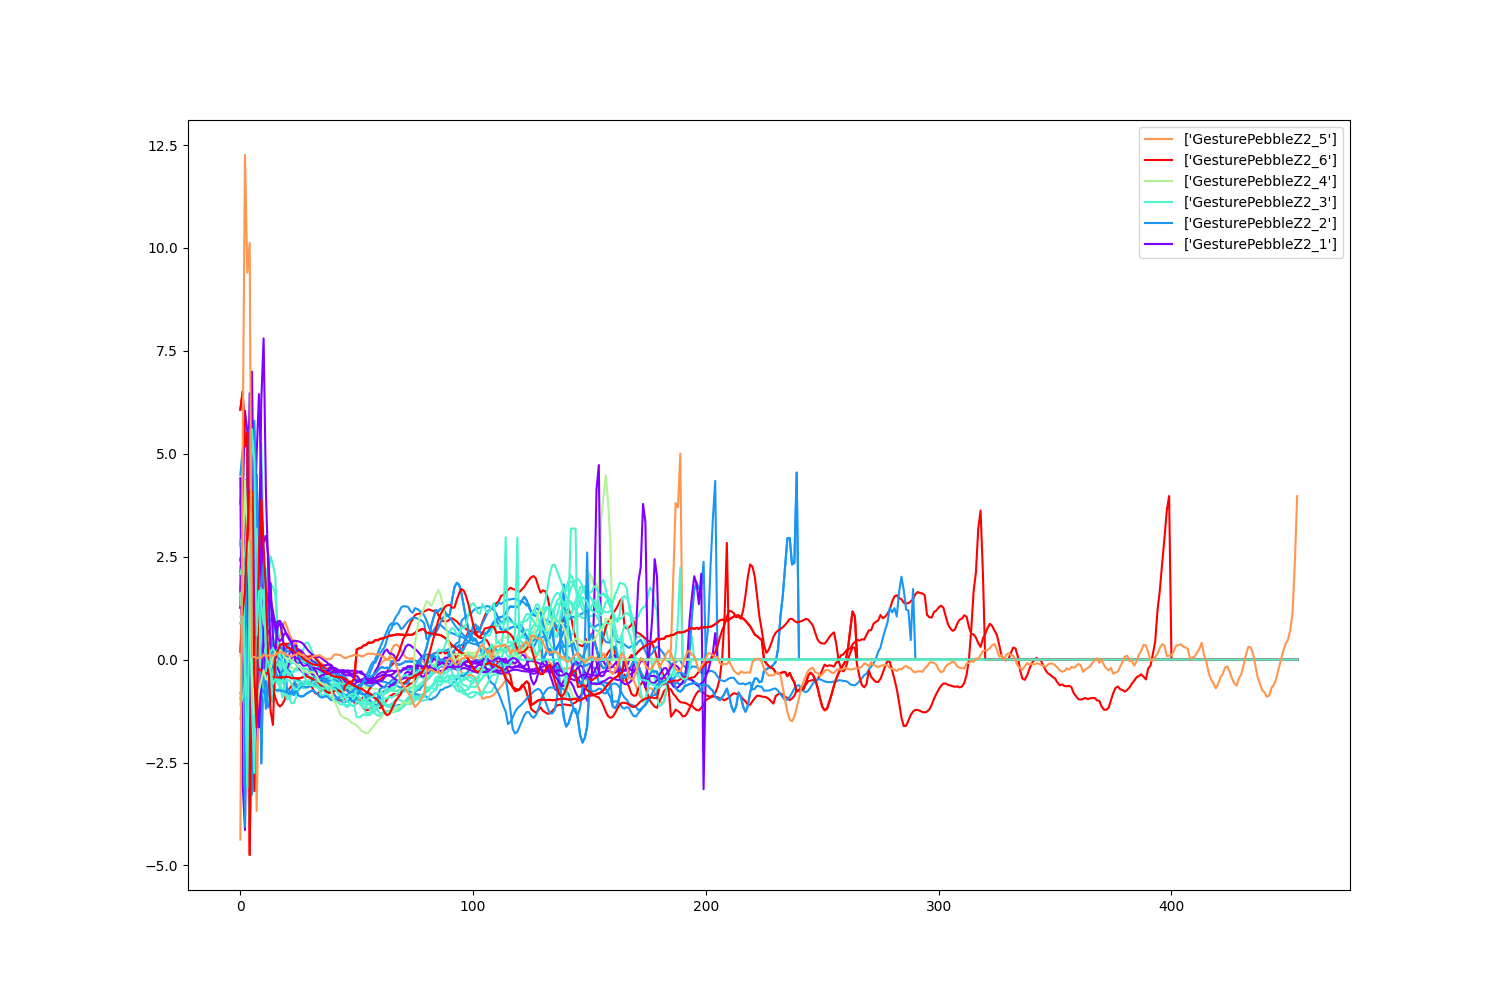 12.5
10.0
7.5
5.0
2.5
0.0
−2.5
−5.0
0
100
200
300
400
['GesturePebbleZ2_5']
['GesturePebbleZ2_6']
['GesturePebbleZ2_4']
['GesturePebbleZ2_3']
['GesturePebbleZ2_2']
['GesturePebbleZ2_1']